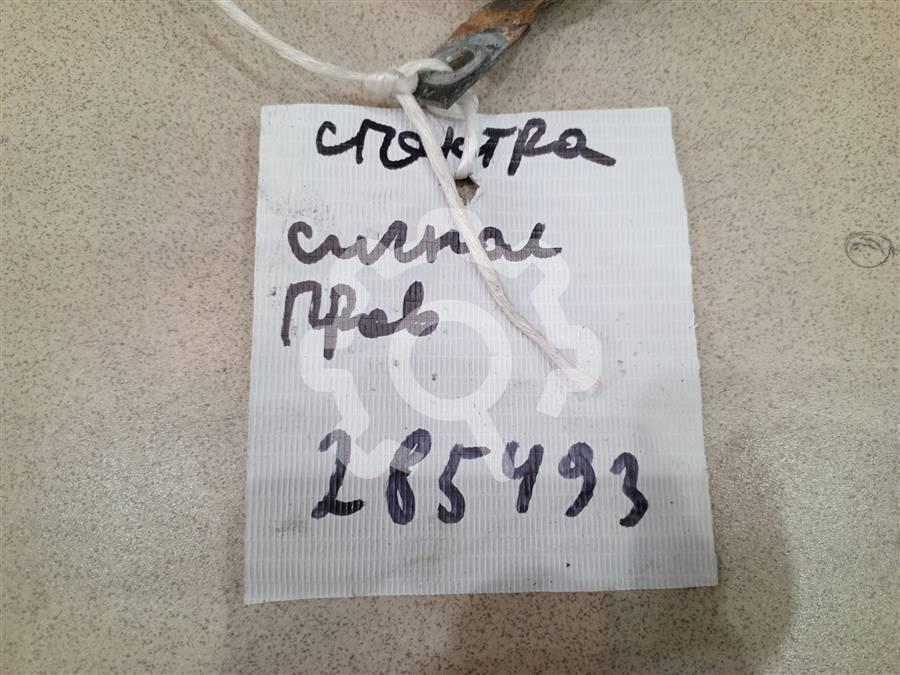 спектра
сигнал
прав
285493